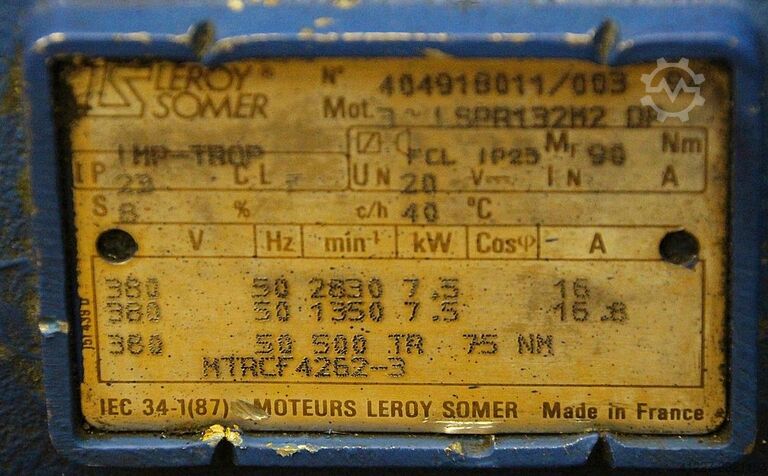 LS LEROY® SOMER N° 404918011/003
Mot. 3 ~ LSPR132M2 DP
IMP-TROP FCL IP23 Mf 90 Nm
IP 23 CL F UN 20 V IN A
S 8 % c/h 40 °C
V Hz min-1 kW Cosφ A
380 50 2830 7.5 16
380 50 1350 7.5 16.8
380 50 500 TR 75 NM
MTRCF4262-3
IEC 34-1(87) MOTEURS LEROY SOMER Made in France